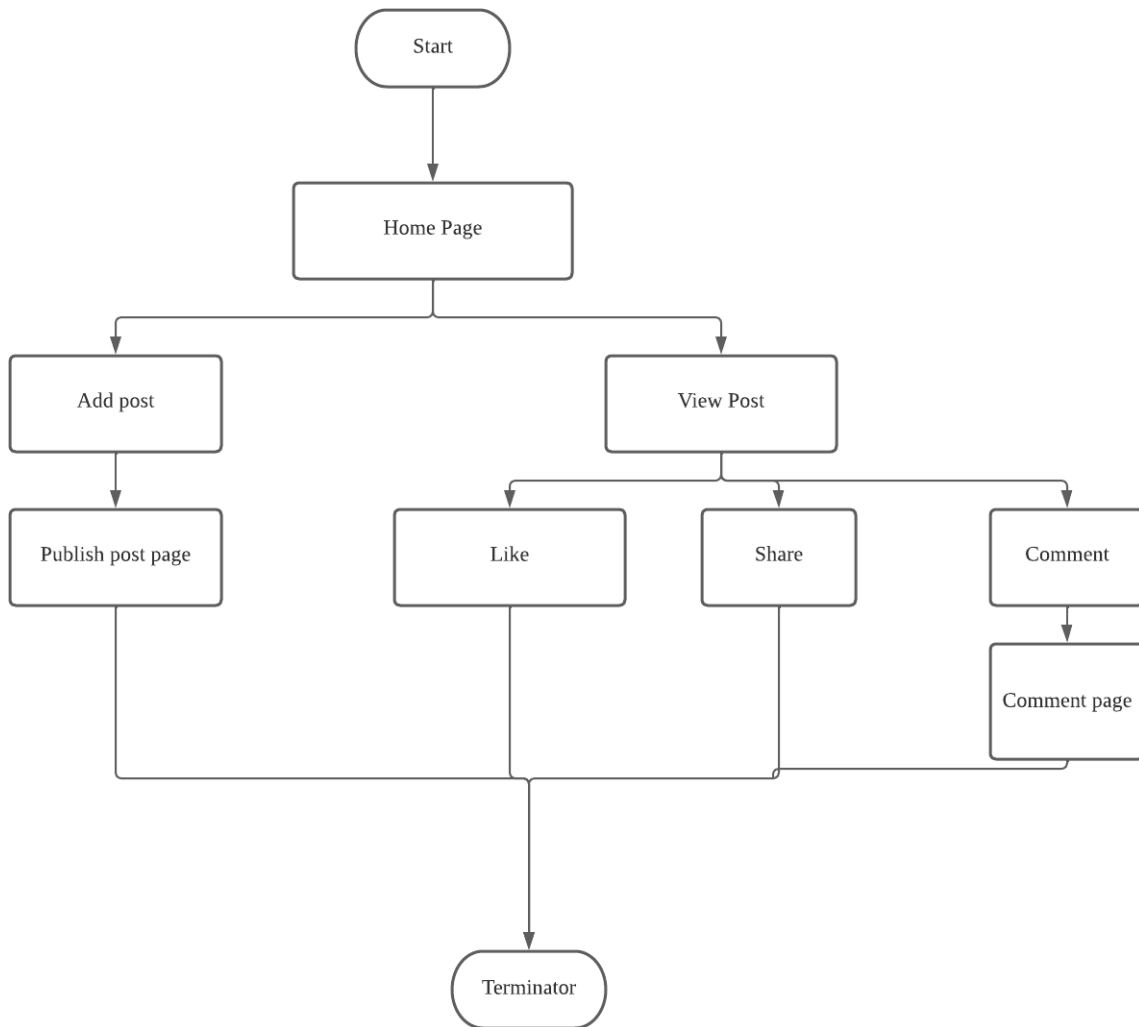 Start
Home Page
Add post
View Post
Publish post page
Like
Share
Comment
Comment page
Terminator